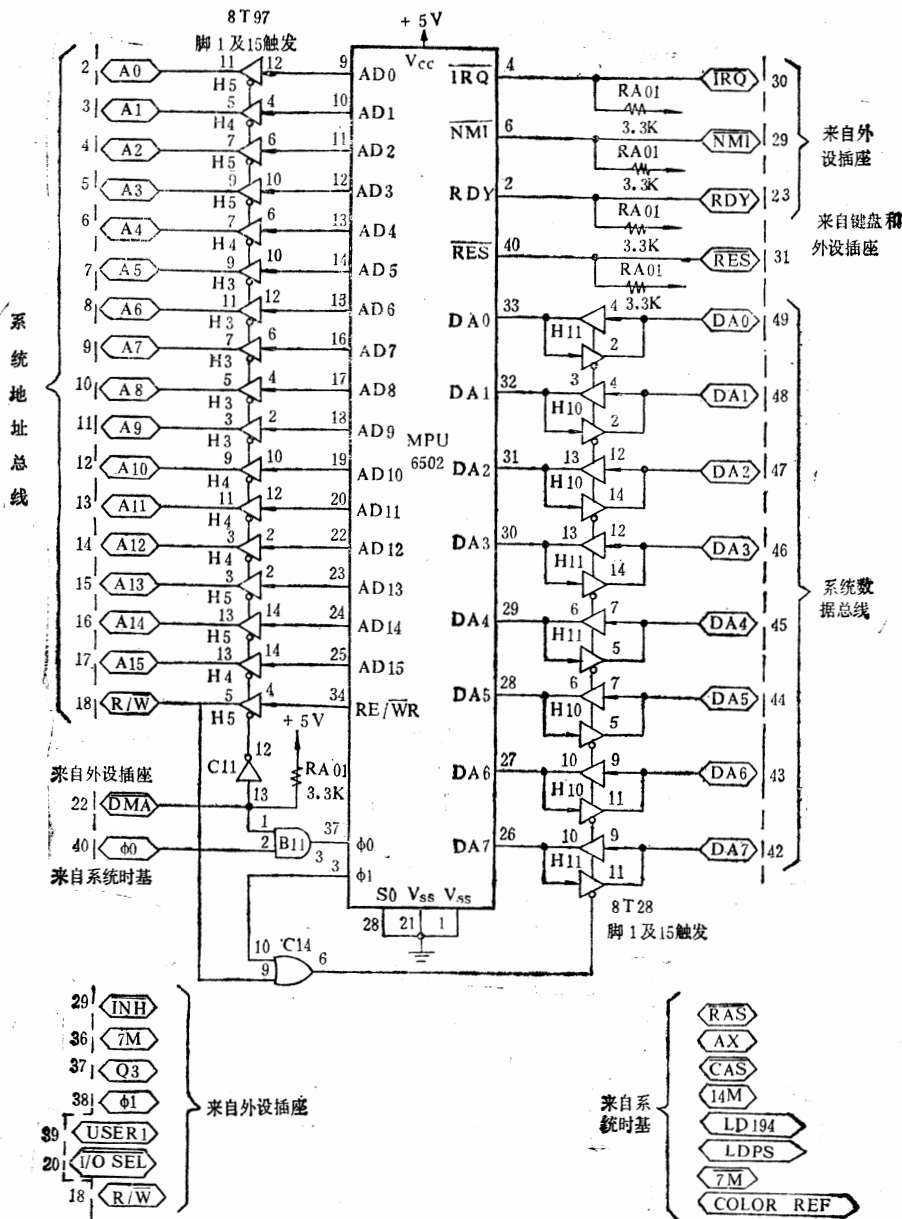 8T97
脚1及15触发
+5V
Vcc
2 A0 11 12 9 AD0
H5
3 A1 5 4 10 AD1
H4
4 A2 7 6 11 AD2
H5
5 A3 9 10 12 AD3
H5
6 A4 7 6 13 AD4
H4
7 A5 9 10 14 AD5
H3
8 A6 11 12 15 AD6
H3
9 A7 7 6 16 AD7
H3
10 A8 5 4 17 AD8
H3
11 A9 3 2 18 AD9
H3
12 A10 9 10 19 AD10
H4
13 A11 11 12 20 AD11
H4
14 A12 3 2 22 AD12
H4
15 A13 3 2 23 AD13
H5
16 A14 13 14 24 AD14
H5
17 A15 13 14 25 AD15
H4
18 R/W̅ 5 4 34 RE/W̅R̅
H5
系统地址总线
MPU
6502
I̅R̅Q̅ 4 I̅R̅Q̅ 30
RA01
3.3K
N̅M̅I̅ 6 N̅M̅I̅ 29
RA01
3.3K
RDY 2 RDY 23
RA01
3.3K
R̅E̅S̅ 40 R̅E̅S̅ 31
RA01
3.3K
来自外
设插座
来自键盘和
外设插座
DA0 33 4 DA0 49
H11 2
DA1 32 3 4 DA1 48
H10 2
DA2 31 13 12 DA2 47
H10 14
DA3 30 13 12 DA3 46
H11 14
DA4 29 6 7 DA4 45
H11 5
DA5 28 6 7 DA5 44
H10 5
DA6 27 10 9 DA6 43
H10 11
DA7 26 10 9 DA7 42
H11 11
系统数
据总线
8T28
脚1及15触发
+5V
RA01
3.3K
C11 12
13
来自外设插座
22 D̅M̅A̅
1
40 ϕ0 2 B11 3 37 ϕ0
来自系统时基
3 ϕ1
S0 Vss Vss
28 21 1
10 C14
9 6
29 I̅N̅H̅
36 7M
37 Q3
38 ϕ1
39 USER1
20 I̅/̅O̅ ̅S̅E̅L̅
18 R/W̅
来自外设插座
来自系
统时基
R̅A̅S̅
AX
C̅A̅S̅
14M
LD194
LDPS
7̅M̅
COLOR REF